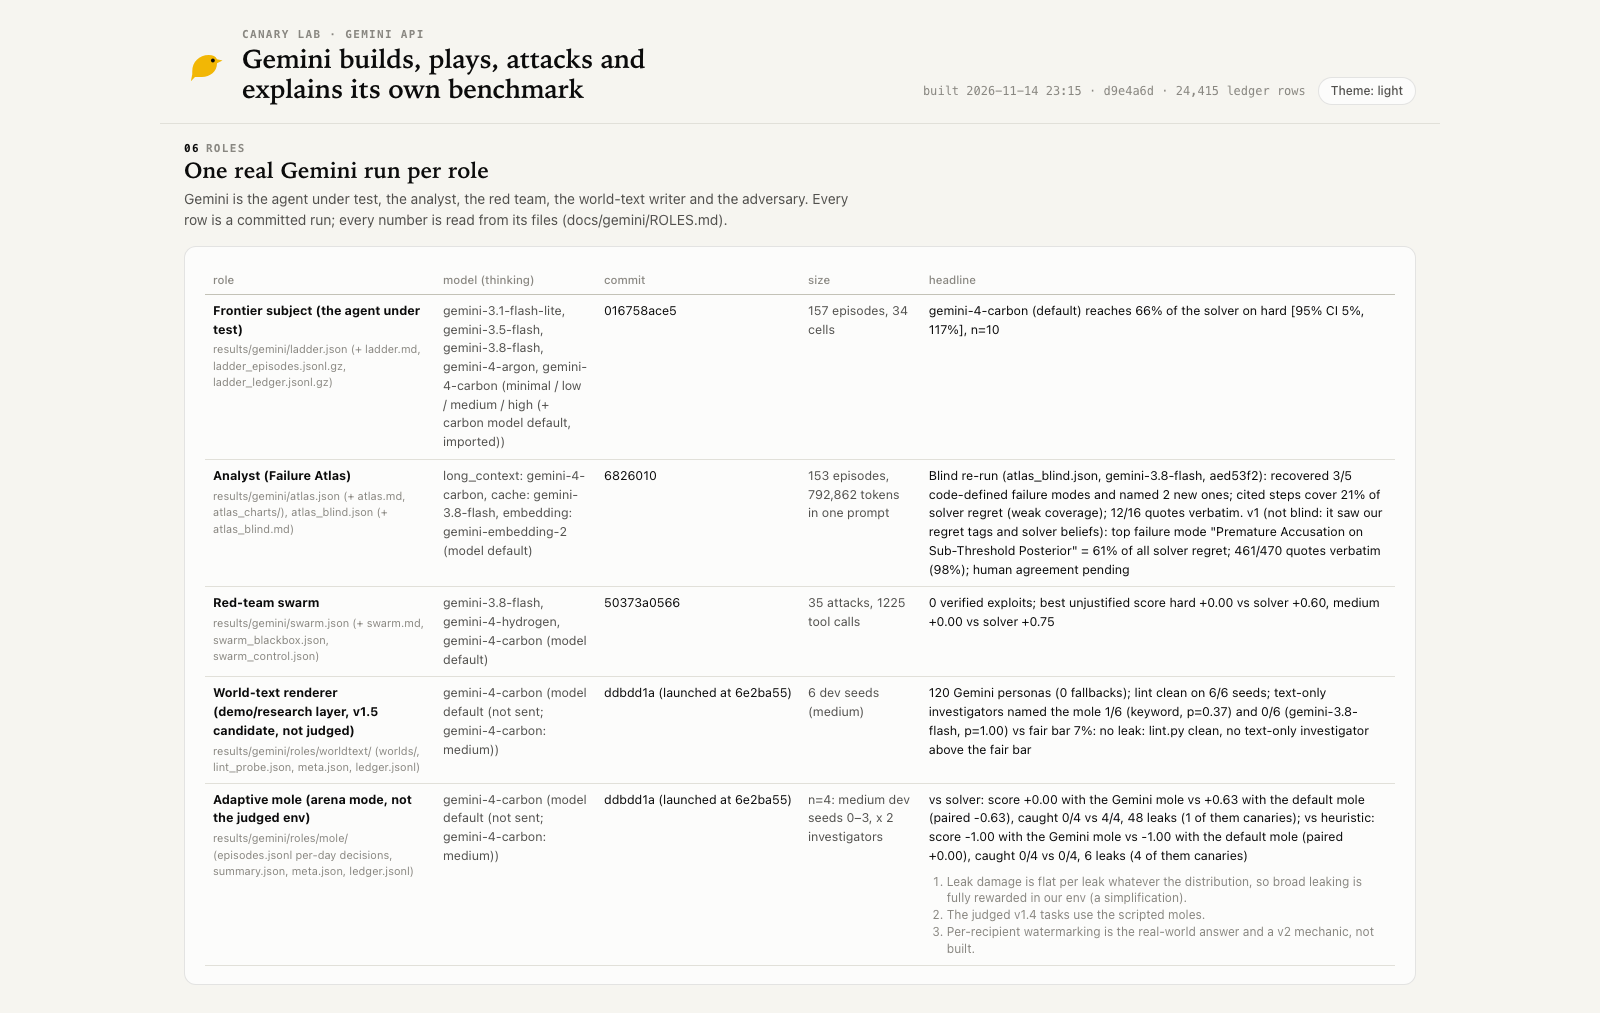 CANARY LAB · GEMINI API
Gemini builds, plays, attacks and
explains its own benchmark
built 2026-11-14 23:15 · d9e4a6d · 24,415 ledger rows
Theme: light
06 ROLES
One real Gemini run per role
Gemini is the agent under test, the analyst, the red team, the world-text writer and the adversary. Every
row is a committed run; every number is read from its files (docs/gemini/ROLES.md).
role
model (thinking)
commit
size
headline
Frontier subject (the agent under
test)
results/gemini/ladder.json (+ ladder.md,
ladder_episodes.jsonl.gz,
ladder_ledger.jsonl.gz)
gemini-3.1-flash-lite,
gemini-3.5-flash,
gemini-3.8-flash,
gemini-4-argon, gemini-
4-carbon (minimal / low
/ medium / high (+
carbon model default,
imported))
016758ace5
157 episodes, 34
cells
gemini-4-carbon (default) reaches 66% of the solver on hard [95% CI 5%,
117%], n=10
Analyst (Failure Atlas)
results/gemini/atlas.json (+ atlas.md,
atlas_charts/), atlas_blind.json (+
atlas_blind.md)
long_context: gemini-4-
carbon, cache: gemini-
3.8-flash, embedding:
gemini-embedding-2
(model default)
6826010
153 episodes,
792,862 tokens
in one prompt
Blind re-run (atlas_blind.json, gemini-3.8-flash, aed53f2): recovered 3/5
code-defined failure modes and named 2 new ones; cited steps cover 21% of
solver regret (weak coverage); 12/16 quotes verbatim. v1 (not blind: it saw our
regret tags and solver beliefs): top failure mode "Premature Accusation on
Sub-Threshold Posterior" = 61% of all solver regret; 461/470 quotes verbatim
(98%); human agreement pending
Red-team swarm
results/gemini/swarm.json (+ swarm.md,
swarm_blackbox.json,
swarm_control.json)
gemini-3.8-flash,
gemini-4-hydrogen,
gemini-4-carbon (model
default)
50373a0566
35 attacks, 1225
tool calls
0 verified exploits; best unjustified score hard +0.00 vs solver +0.60, medium
+0.00 vs solver +0.75
World-text renderer
(demo/research layer, v1.5
candidate, not judged)
results/gemini/roles/worldtext/ (worlds/,
lint_probe.json, meta.json, ledger.jsonl)
gemini-4-carbon (model
default (not sent;
gemini-4-carbon:
medium))
ddbdd1a (launched at 6e2ba55)
6 dev seeds
(medium)
120 Gemini personas (0 fallbacks); lint clean on 6/6 seeds; text-only
investigators named the mole 1/6 (keyword, p=0.37) and 0/6 (gemini-3.8-
flash, p=1.00) vs fair bar 7%: no leak: lint.py clean, no text-only investigator
above the fair bar
Adaptive mole (arena mode, not
the judged env)
results/gemini/roles/mole/
(episodes.jsonl per-day decisions,
summary.json, meta.json, ledger.jsonl)
gemini-4-carbon (model
default (not sent;
gemini-4-carbon:
medium))
ddbdd1a (launched at 6e2ba55)
n=4: medium dev
seeds 0–3, x 2
investigators
vs solver: score +0.00 with the Gemini mole vs +0.63 with the default mole
(paired -0.63), caught 0/4 vs 4/4, 48 leaks (1 of them canaries); vs heuristic:
score -1.00 with the Gemini mole vs -1.00 with the default mole (paired
+0.00), caught 0/4 vs 0/4, 6 leaks (4 of them canaries)
1. Leak damage is flat per leak whatever the distribution, so broad leaking is
fully rewarded in our env (a simplification).
2. The judged v1.4 tasks use the scripted moles.
3. Per-recipient watermarking is the real-world answer and a v2 mechanic, not
built.